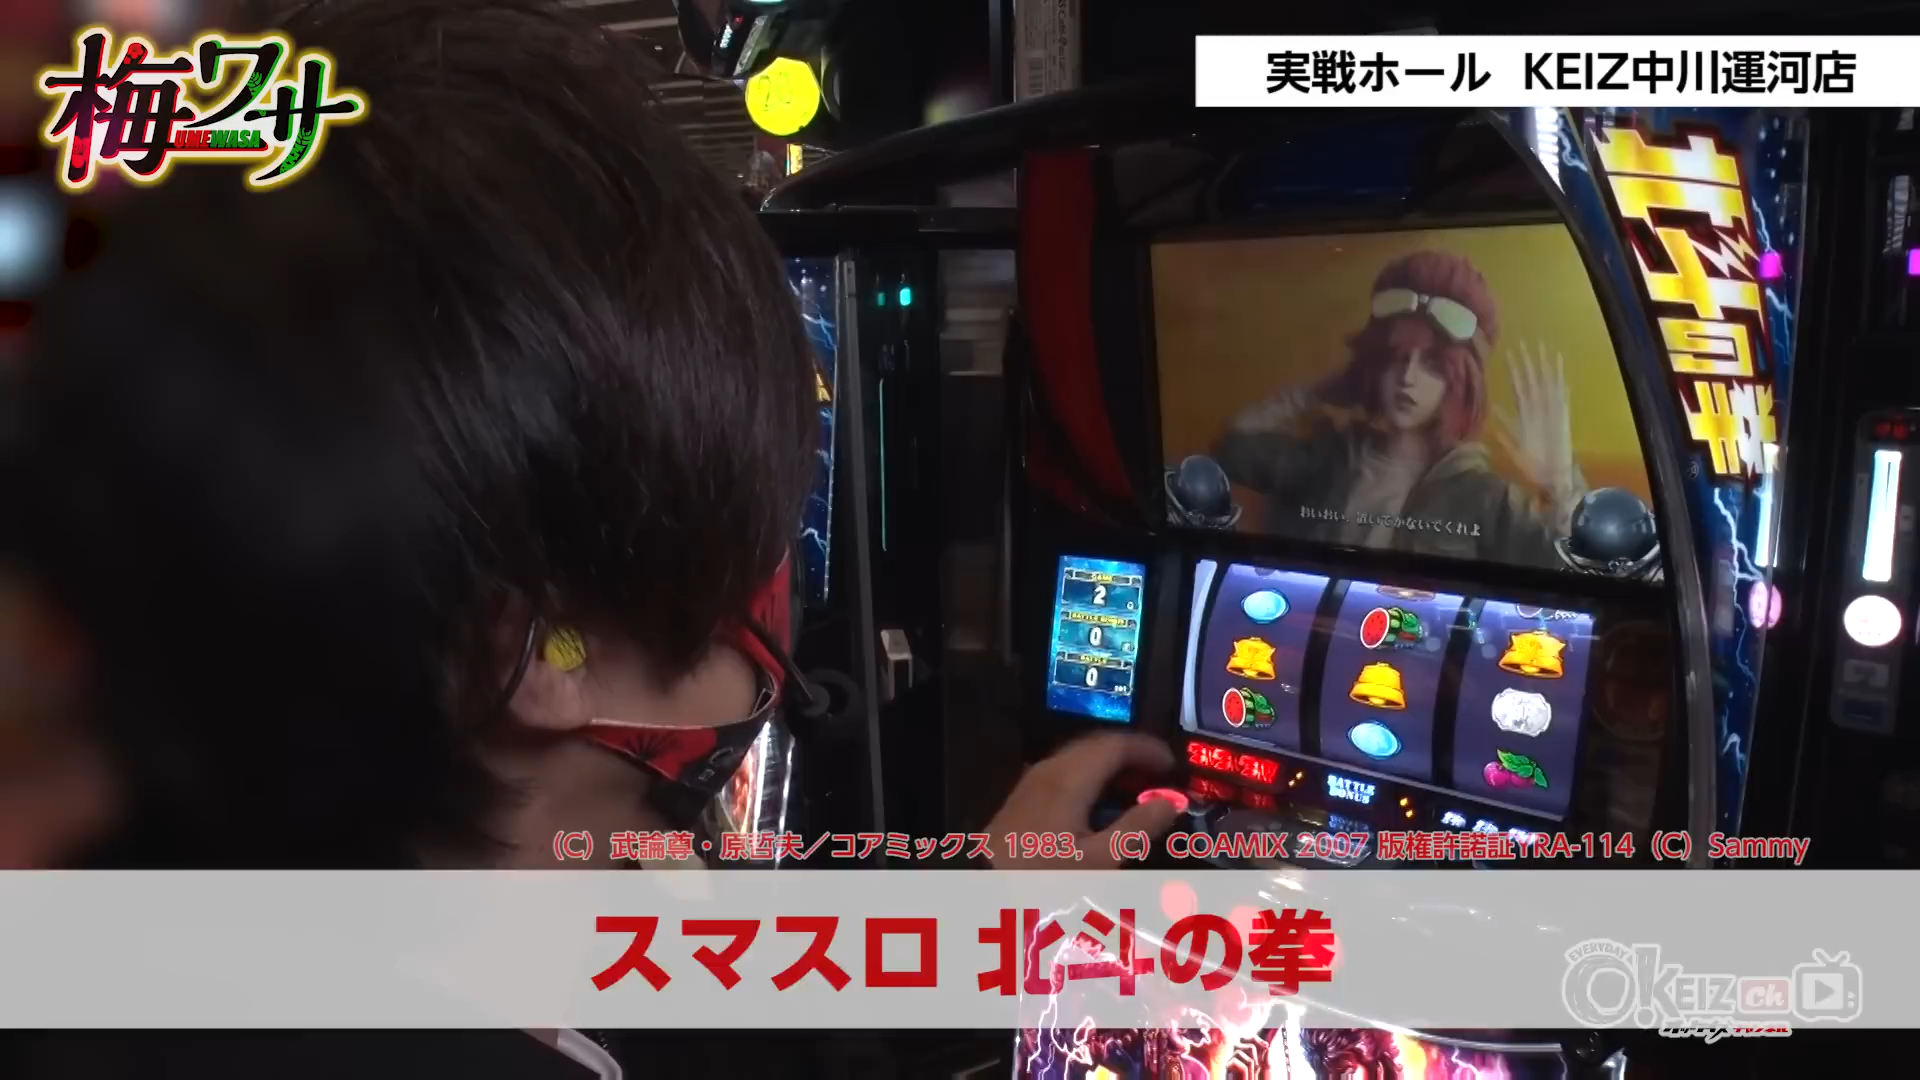 梅ワサ
UMEWASA
実戦ホール KEIZ中川運河店
北斗の拳
おいおい、置いてかないでくれよ
GAME
2
G
BATTLE BONUS
0
BATTLE
0
SET
BATTLE
BONUS
(C) 武論尊・原哲夫／コアミックス 1983, (C) COAMIX 2007 版権許諾証YRA-114 (C) Sammy
スマスロ 北斗の拳
EVERYDAY
O!KEIZ ch